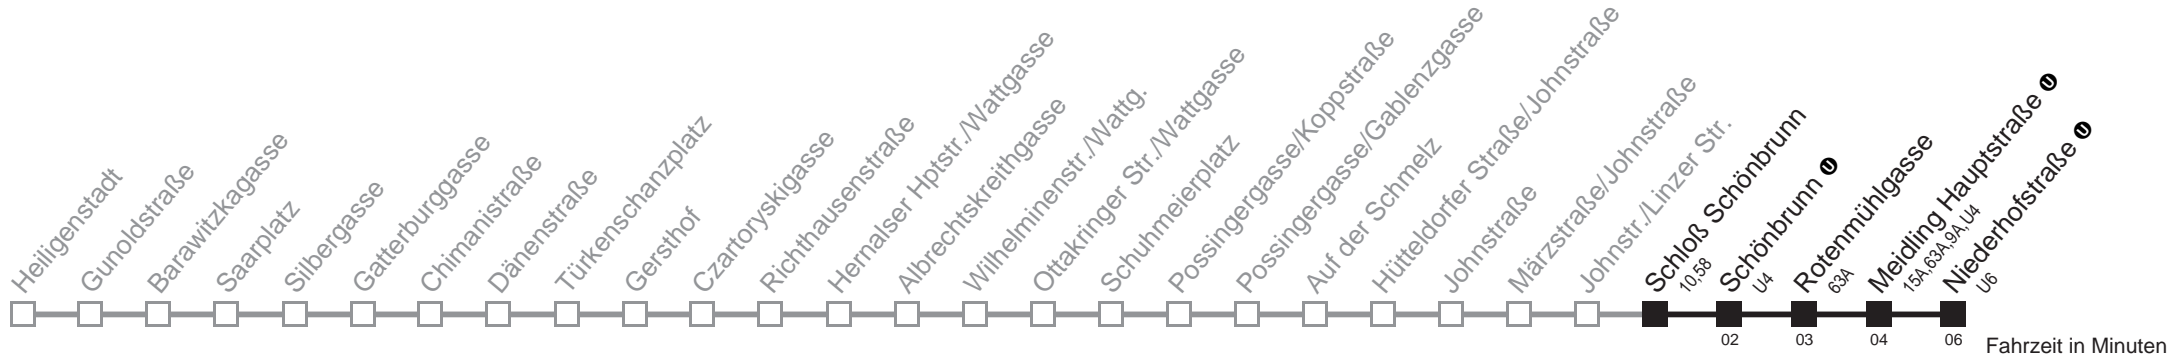 Heiligenstadt
Gunoldstraße
Barawitzkagasse
Saarplatz
Silbergasse
Gatterburggasse
Chimanistraße
Dänenstraße
Türkenschanzplatz
Gersthof
Czartoryskigasse
Richthausenstraße
Hernalser Hptstr./Wattgasse
Albrechtskreithgasse
Wilhelminenstr./Wattg.
Ottakringer Str./Wattgasse
Schuhmeierplatz
Possingergasse/Koppstraße
Possingergasse/Gablenzgasse
Auf der Schmelz
Hütteldorfer Straße/Johnstraße
Johnstraße
Märzstraße/Johnstraße
Johnstr./Linzer Str.
Schloß Schönbrunn
10,58
Schönbrunn U
U4
Rotenmühlgasse
63A
Meidling Hauptstraße U
15A,63A,9A,U4
Niederhofstraße U
U6
02 03 04 06
Fahrzeit in Minuten